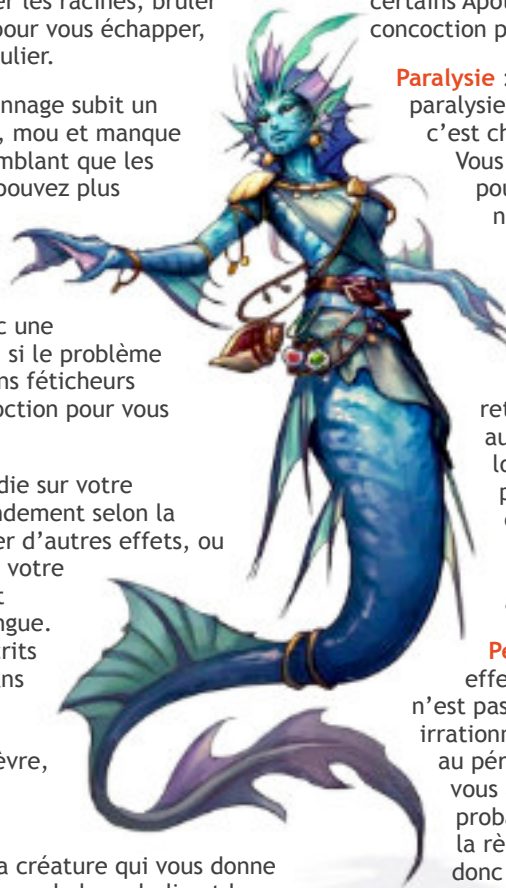 er les racines, brûler
pour vous échapper,
ulier.
nnage subit un
, mou et manque
mblant que les
pouvez plus
c une
si le problème
ns féticheurs
oction pour vous
die sur votre
ndement selon la
er d'autres effets, ou
votre
t
ngue.
rits
ns
èvre,
a créature qui vous donne
certains Apot
concoction p
Paralysie :
paralysie
c'est ch
Vous
pou
n
ret
au
lo
p
Pe
effe
n'est pas
irrationn
au pér
vous
proba
la rè
donc